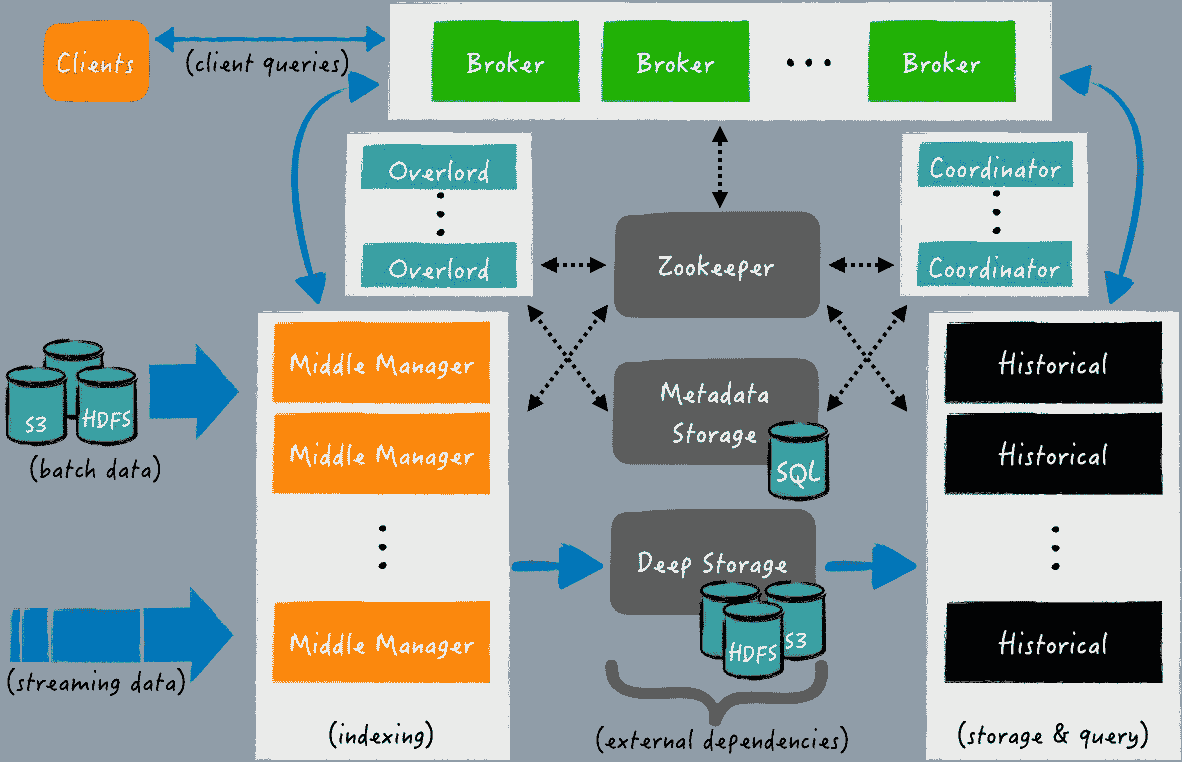 Clients
(client queries)
Broker
Broker
Broker
Overlord
Overlord
Coordinator
Coordinator
Zookeeper
Middle Manager
Middle Manager
Middle Manager
(indexing)
S3
HDFS
(batch data)
(streaming data)
Metadata
Storage
SQL
Deep Storage
HDFS
S3
(external dependencies)
Historical
Historical
Historical
(storage & query)